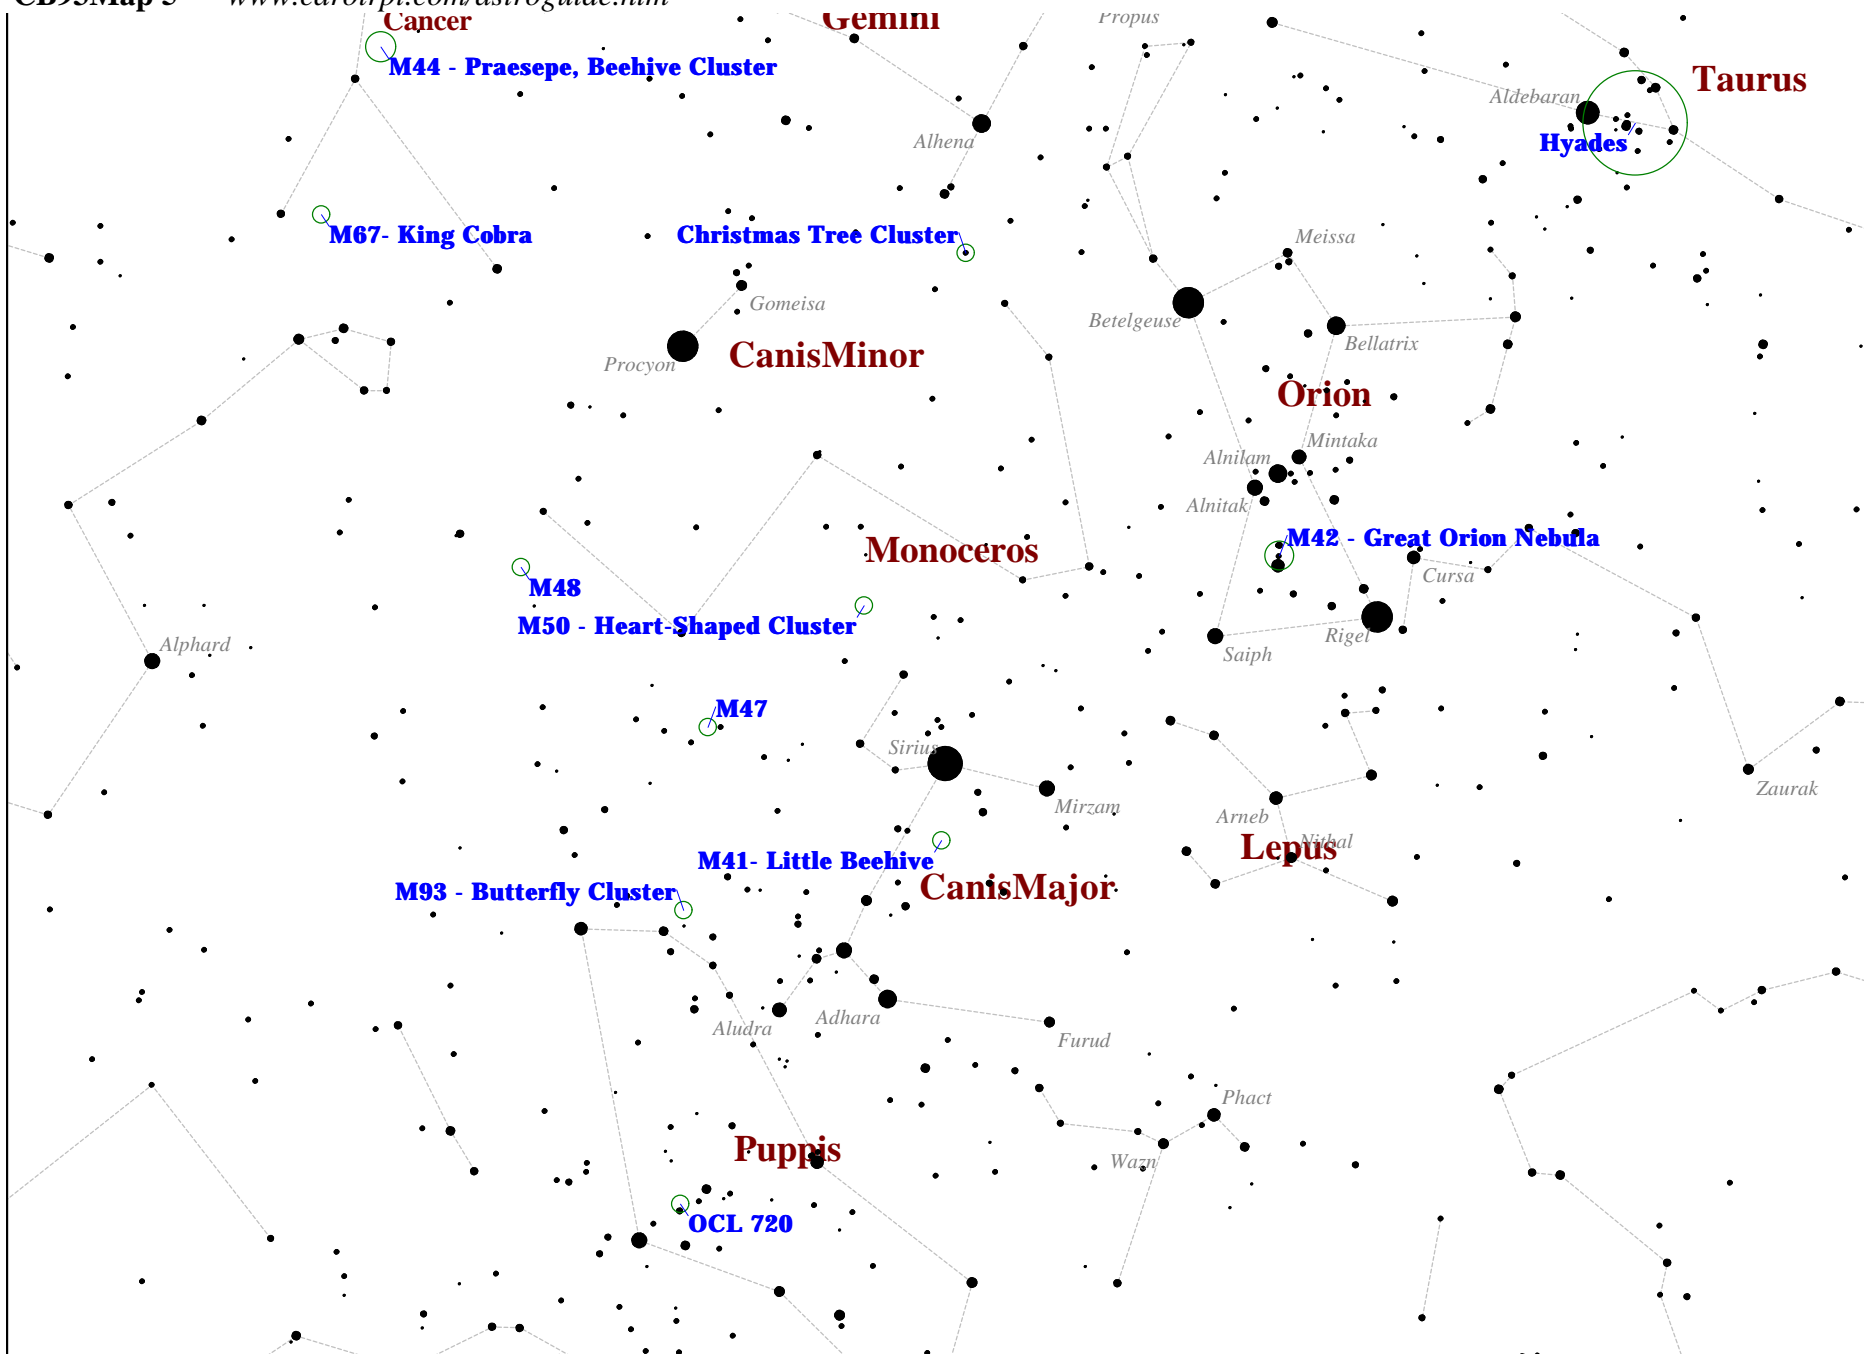 Cancer
Gemini
Propus
M44 - Praesepe, Beehive Cluster
Taurus
Aldebaran
Alhena
Hyades
M67- King Cobra
Christmas Tree Cluster
Meissa
Gomeisa
Betelgeuse
Bellatrix
Procyon
CanisMinor
Orion
Mintaka
Alnilam
Alnitak
M42 - Great Orion Nebula
Monoceros
Cursa
M48
M50 - Heart-Shaped Cluster
Rigel
Alphard
Saiph
M47
Sirius
Zaurak
Mirzam
Arneb
Nithal
Lepus
M41- Little Beehive
CanisMajor
M93 - Butterfly Cluster
Adhara
Aludra
Furud
Phact
Puppis
Wazn
OCL 720